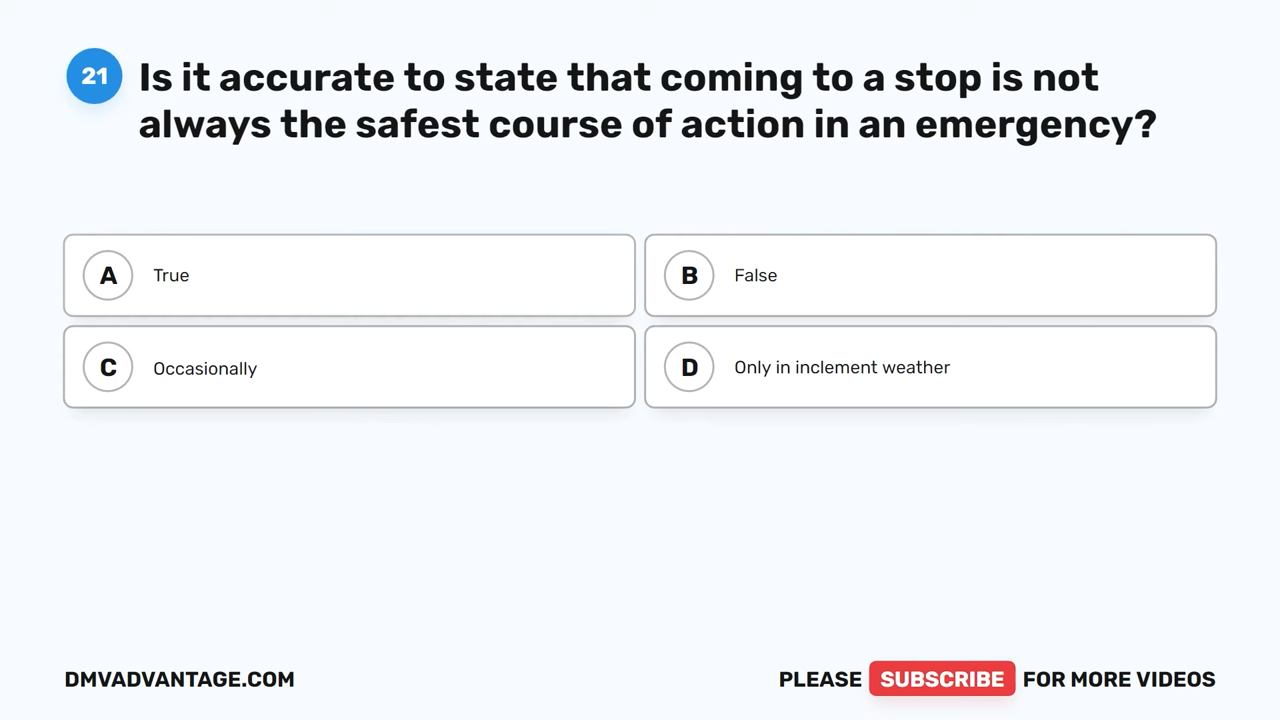 21
Is it accurate to state that coming to a stop is not
always the safest course of action in an emergency?
A True
B False
C Occasionally
D Only in inclement weather
DMVADVANTAGE.COM
PLEASE SUBSCRIBE FOR MORE VIDEOS